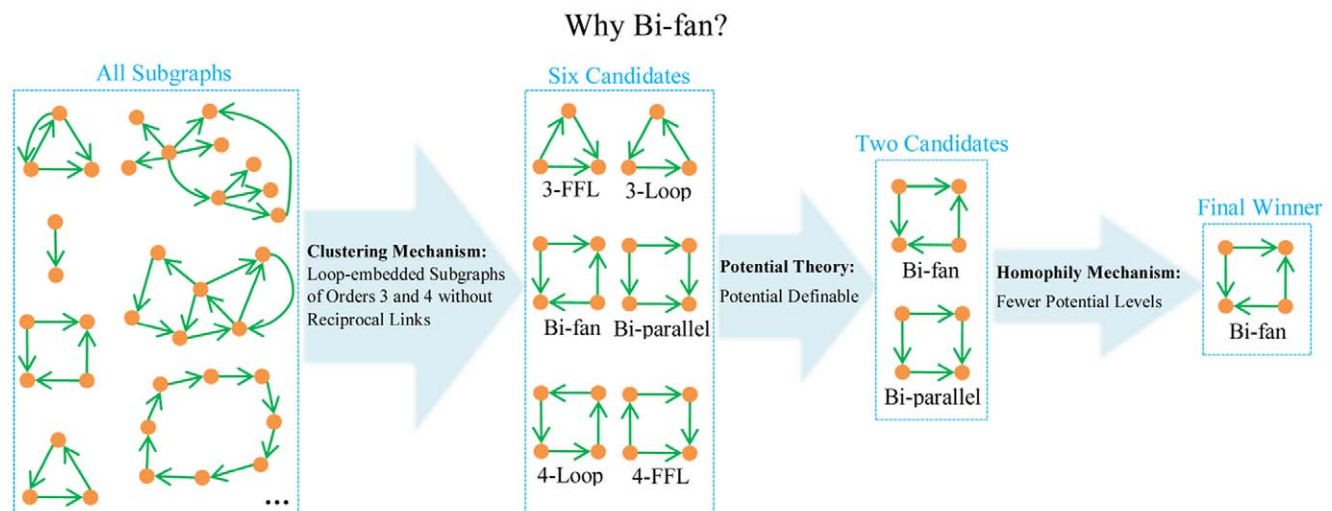 Why Bi-fan?
All Subgraphs
...
Clustering Mechanism:
Loop-embedded Subgraphs
of Orders 3 and 4 without
Reciprocal Links
Six Candidates
3-FFL 3-Loop
Bi-fan Bi-parallel
4-Loop 4-FFL
Potential Theory:
Potential Definable
Two Candidates
Bi-fan
Bi-parallel
Homophily Mechanism:
Fewer Potential Levels
Final Winner
Bi-fan